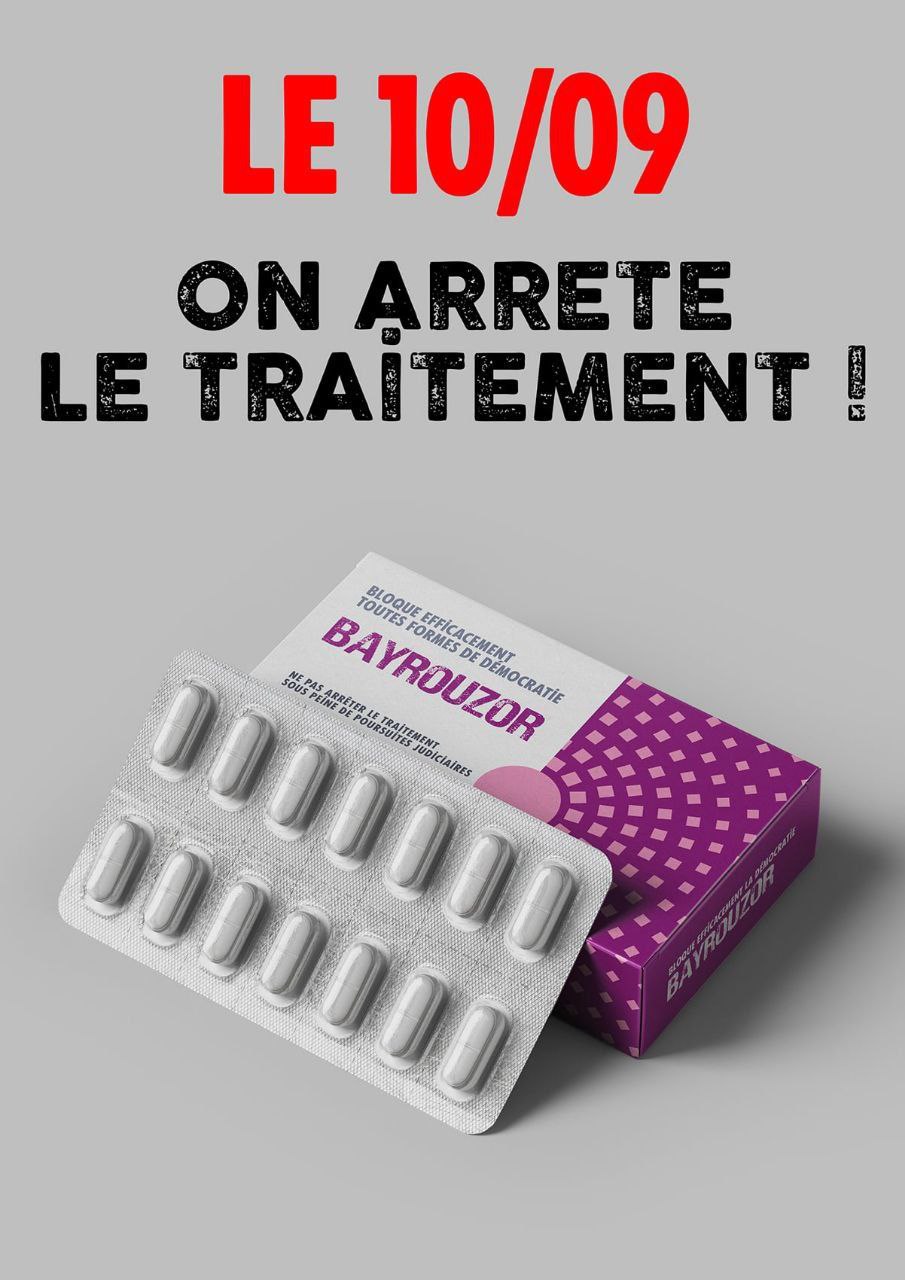 LE 10/09
ON ARRETE
LE TRAITEMENT !
BLOQUE EFFICACEMENT
TOUTES FORMES DE DÉMOCRATIE
BAYROUZOR
NE PAS ARRÊTER LE TRAITEMENT
SOUS PEINE DE POURSUITES JUDICIAIRES
BLOQUE EFFICACEMENT LA DÉMOCRATIE
BAYROUZOR